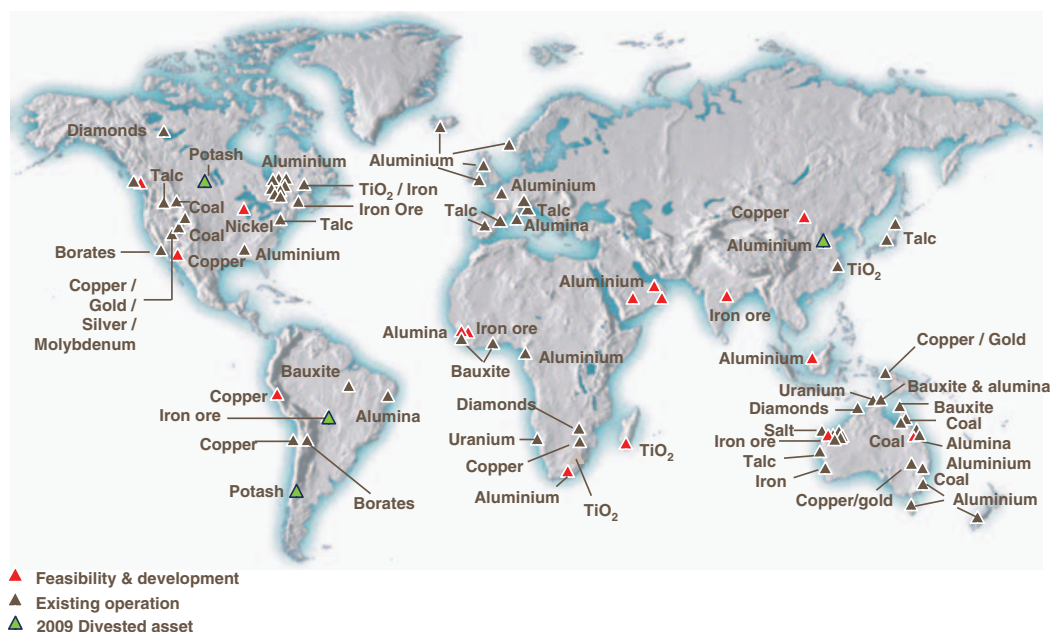 Diamonds
Potash
Talc
Aluminium
TiO2 / Iron
Iron Ore
Coal
Nickel
Talc
Coal
Borates
Copper
Aluminium
Copper /
Gold /
Silver /
Molybdenum
Aluminium
Aluminium
Talc
Talc
Alumina
Copper
Aluminium
Talc
TiO2
Aluminium
Iron ore
Alumina
Iron ore
Bauxite
Aluminium
Aluminium
Copper / Gold
Bauxite
Copper
Alumina
Iron ore
Copper
Potash
Borates
Diamonds
Uranium
Copper
Aluminium
TiO2
TiO2
Uranium
Bauxite & alumina
Diamonds
Bauxite
Salt
Coal
Iron ore
Coal
Alumina
Talc
Aluminium
Iron
Coal
Copper/gold
Aluminium
Feasibility & development
Existing operation
2009 Divested asset